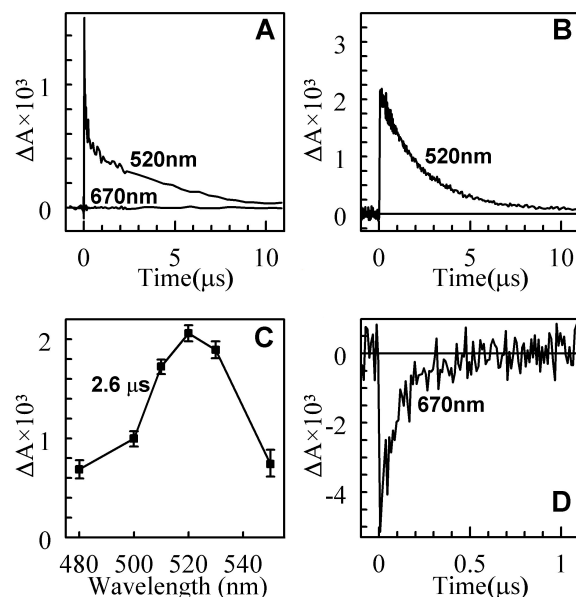 A
ΔA×10³
1
0
520nm
670nm
0 5 10
Time(μs)
B
ΔA×10³
3
2
1
0
520nm
0 5 10
Time(μs)
C
ΔA×10³
2
1
0
2.6 μs
480 500 520 540
Wavelength (nm)
D
ΔA×10³
0
-2
-4
670nm
0 0.5 1
Time(μs)